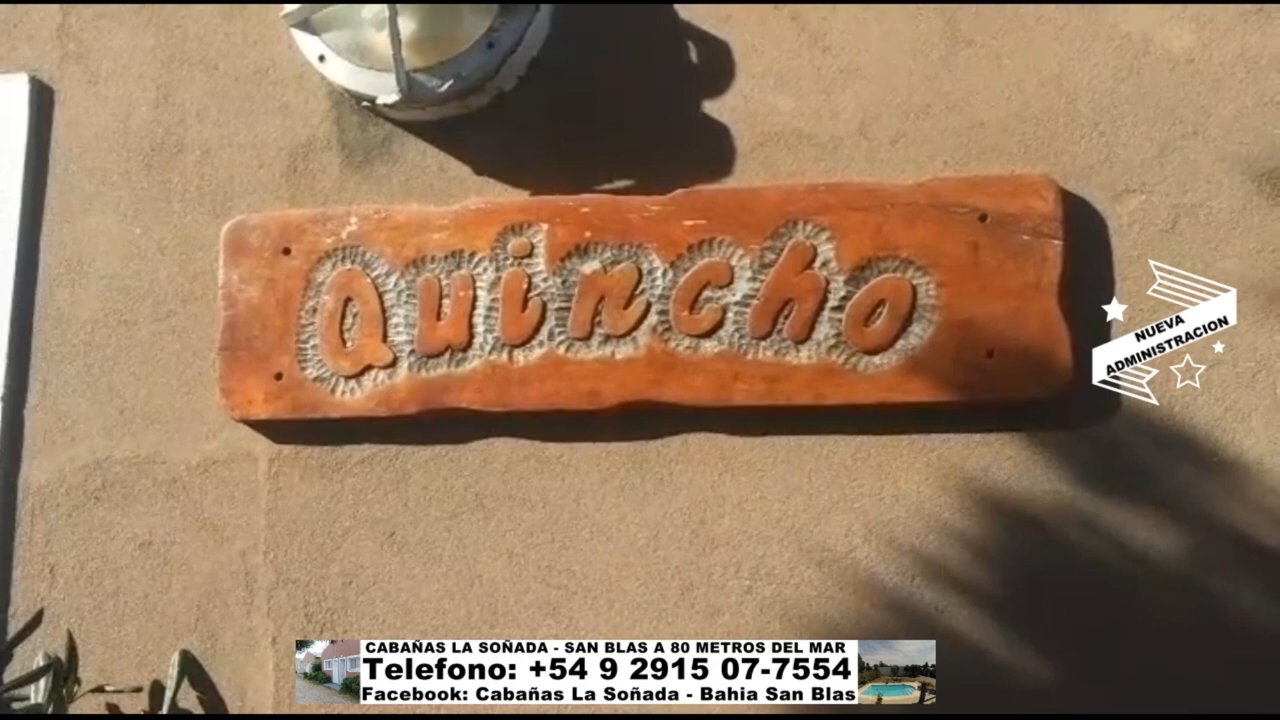 Quincho
NUEVA
ADMINISTRACION
CABAÑAS LA SOÑADA - SAN BLAS A 80 METROS DEL MAR
Telefono: +54 9 2915 07-7554
Facebook: Cabañas La Soñada - Bahia San Blas